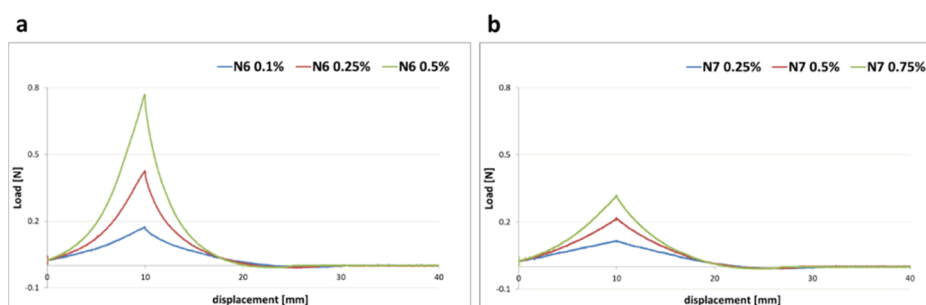 a
N6 0.1% N6 0.25% N6 0.5%
0.8
0.5
0.2
-0.1
Load [N]
0 10 20 30 40
displacement [mm]
b
N7 0.25% N7 0.5% N7 0.75%
0.8
0.5
0.2
-0.1
Load [N]
0 10 20 30 40
displacement [mm]